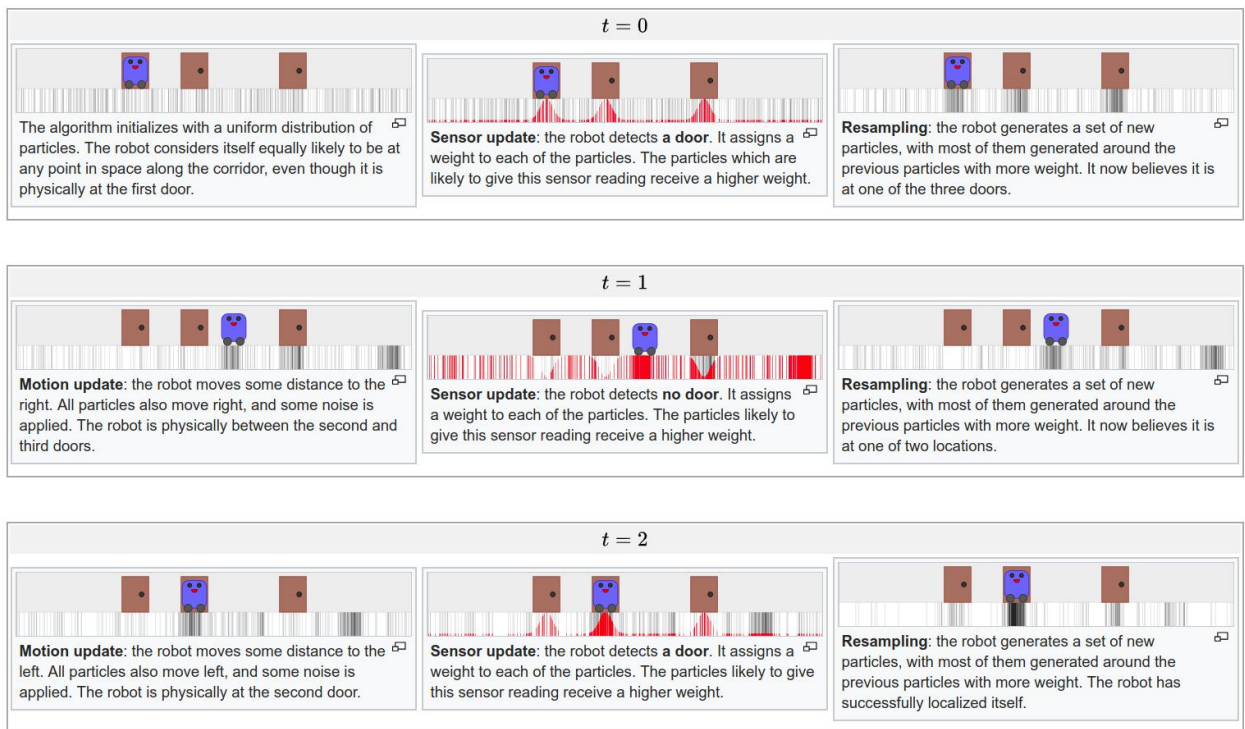 t = 0
The algorithm initializes with a uniform distribution of
particles. The robot considers itself equally likely to be at
any point in space along the corridor, even though it is
physically at the first door.
Sensor update: the robot detects a door. It assigns a
weight to each of the particles. The particles which are
likely to give this sensor reading receive a higher weight.
Resampling: the robot generates a set of new
particles, with most of them generated around the
previous particles with more weight. It now believes it is
at one of the three doors.
t = 1
Motion update: the robot moves some distance to the
right. All particles also move right, and some noise is
applied. The robot is physically between the second and
third doors.
Sensor update: the robot detects no door. It assigns
a weight to each of the particles. The particles likely to
give this sensor reading receive a higher weight.
Resampling: the robot generates a set of new
particles, with most of them generated around the
previous particles with more weight. It now believes it is
at one of two locations.
t = 2
Motion update: the robot moves some distance to the
left. All particles also move left, and some noise is
applied. The robot is physically at the second door.
Sensor update: the robot detects a door. It assigns a
weight to each of the particles. The particles likely to give
this sensor reading receive a higher weight.
Resampling: the robot generates a set of new
particles, with most of them generated around the
previous particles with more weight. The robot has
successfully localized itself.